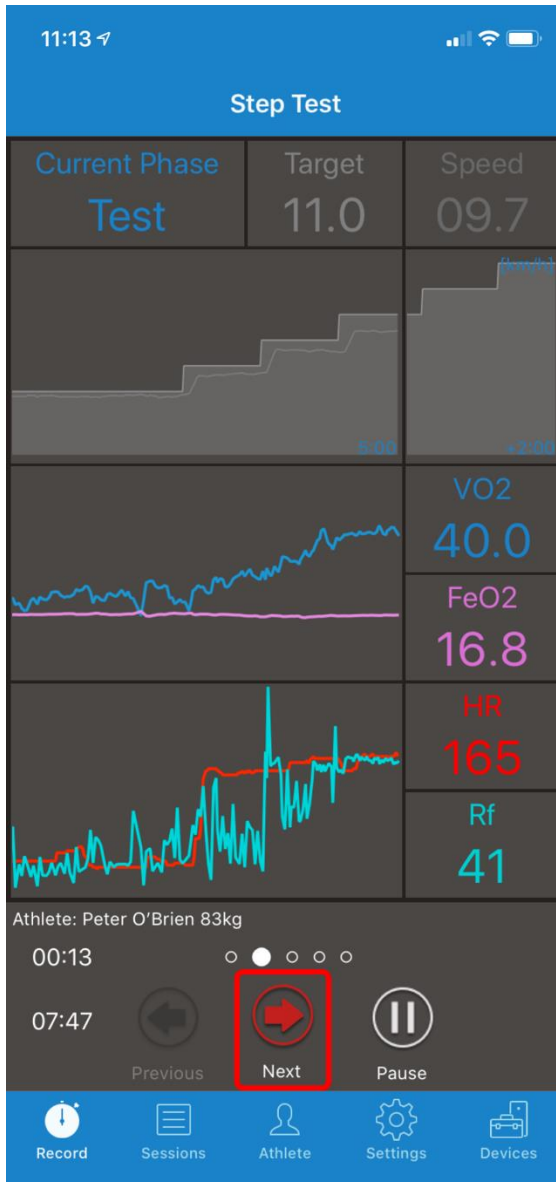 11:13
Step Test
Current Phase Target Speed
Test 11.0 09.7
[km/h]
5:00 +2:00
VO2
40.0
FeO2
16.8
HR
165
Rf
41
Athlete: Peter O'Brien 83kg
00:13
07:47
Previous Next Pause
Record Sessions Athlete Settings Devices